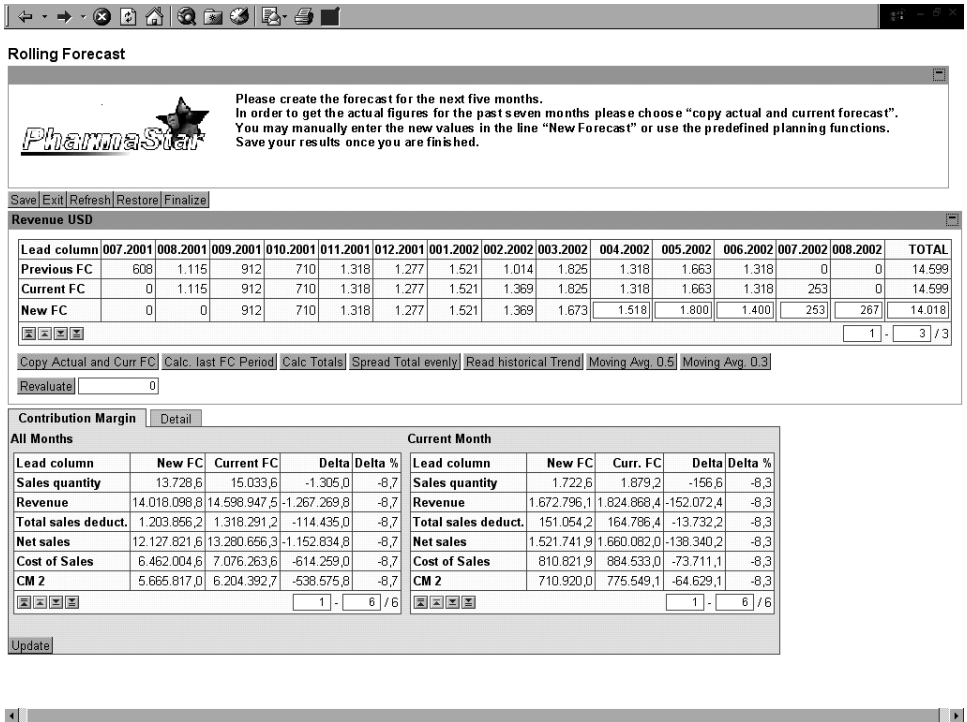 Rolling Forecast
Please create the forecast for the next five months.
In order to get the actual figures for the past seven months please choose “copy actual and current forecast”.
You may manually enter the new values in the line “New Forecast” or use the predefined planning functions.
Save your results once you are finished.
PharmaStar
Save Exit Refresh Restore Finalize
Revenue USD
Lead column 007.2001 008.2001 009.2001 010.2001 011.2001 012.2001 001.2002 002.2002 003.2002 004.2002 005.2002 006.2002 007.2002 008.2002 TOTAL
Previous FC 608 1.115 912 710 1.318 1.277 1.521 1.014 1.825 1.318 1.663 1.318 0 0 14.599
Current FC 0 1.115 912 710 1.318 1.277 1.521 1.369 1.825 1.318 1.663 1.318 253 0 14.599
New FC 0 0 912 710 1.318 1.277 1.521 1.369 1.673 1.518 1.800 1.400 253 267 14.018
1 - 3 / 3
Copy Actual and Curr FC Calc. last FC Period Calc Totals Spread Total evenly Read historical Trend Moving Avg. 0.5 Moving Avg. 0.3
Revaluate 0
Contribution Margin Detail
All Months
Lead column New FC Current FC Delta Delta %
Sales quantity 13.728,6 15.033,6 -1.305,0 -8,7
Revenue 14.018.098,8 14.598.947,5 -1.267.269,8 -8,7
Total sales deduct. 1.203.856,2 1.318.291,2 -114.435,0 -8,7
Net sales 12.127.821,6 13.280.656,3 -1.152.834,8 -8,7
Cost of Sales 6.462.004,6 7.076.263,6 -614.259,0 -8,7
CM 2 5.665.817,0 6.204.392,7 -538.575,8 -8,7
1 - 6 / 6
Current Month
Lead column New FC Curr. FC Delta Delta %
Sales quantity 1.722,6 1.879,2 -156,6 -8,3
Revenue 1.672.796,1 1.824.868,4 -152.072,4 -8,3
Total sales deduct. 151.054,2 164.786,4 -13.732,2 -8,3
Net sales 1.521.741,9 1.660.082,0 -138.340,2 -8,3
Cost of Sales 810.821,9 884.533,0 -73.711,1 -8,3
CM 2 710.920,0 775.549,1 -64.629,1 -8,3
1 - 6 / 6
Update